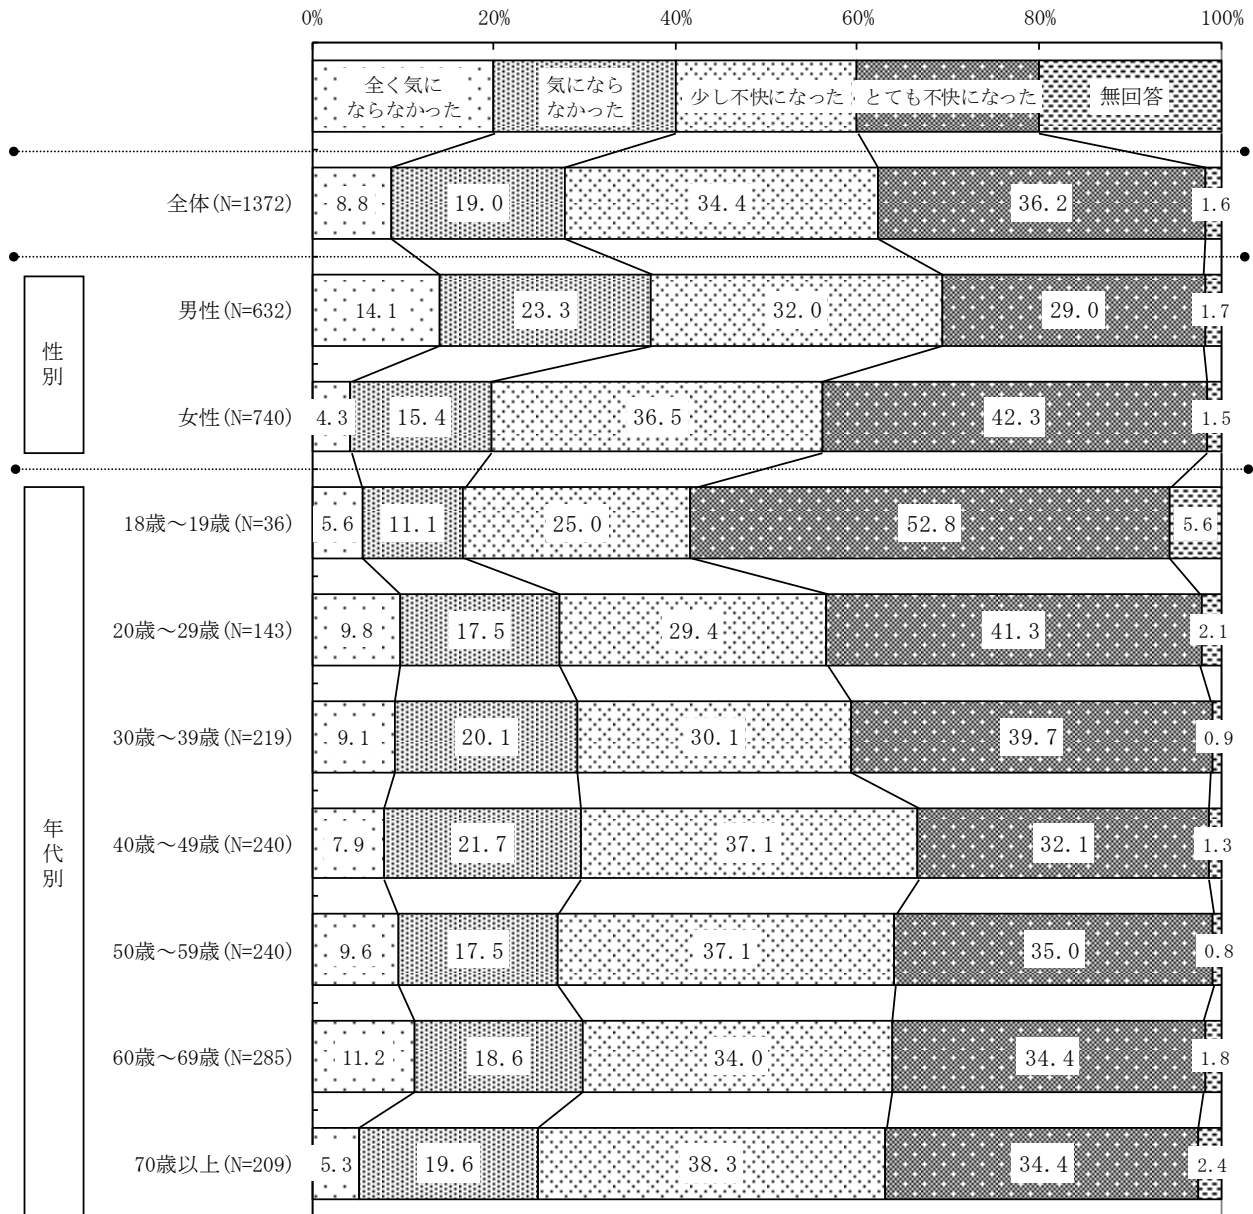 0% 20% 40% 60% 80% 100%
全く気に
ならなかった
気になら
なかった
少し不快になった
とても不快になった
無回答
全体(N=1372) 8.8 19.0 34.4 36.2 1.6
性別
男性(N=632) 14.1 23.3 32.0 29.0 1.7
女性(N=740) 4.3 15.4 36.5 42.3 1.5
年代別
18歳～19歳(N=36) 5.6 11.1 25.0 52.8 5.6
20歳～29歳(N=143) 9.8 17.5 29.4 41.3 2.1
30歳～39歳(N=219) 9.1 20.1 30.1 39.7 0.9
40歳～49歳(N=240) 7.9 21.7 37.1 32.1 1.3
50歳～59歳(N=240) 9.6 17.5 37.1 35.0 0.8
60歳～69歳(N=285) 11.2 18.6 34.0 34.4 1.8
70歳以上(N=209) 5.3 19.6 38.3 34.4 2.4